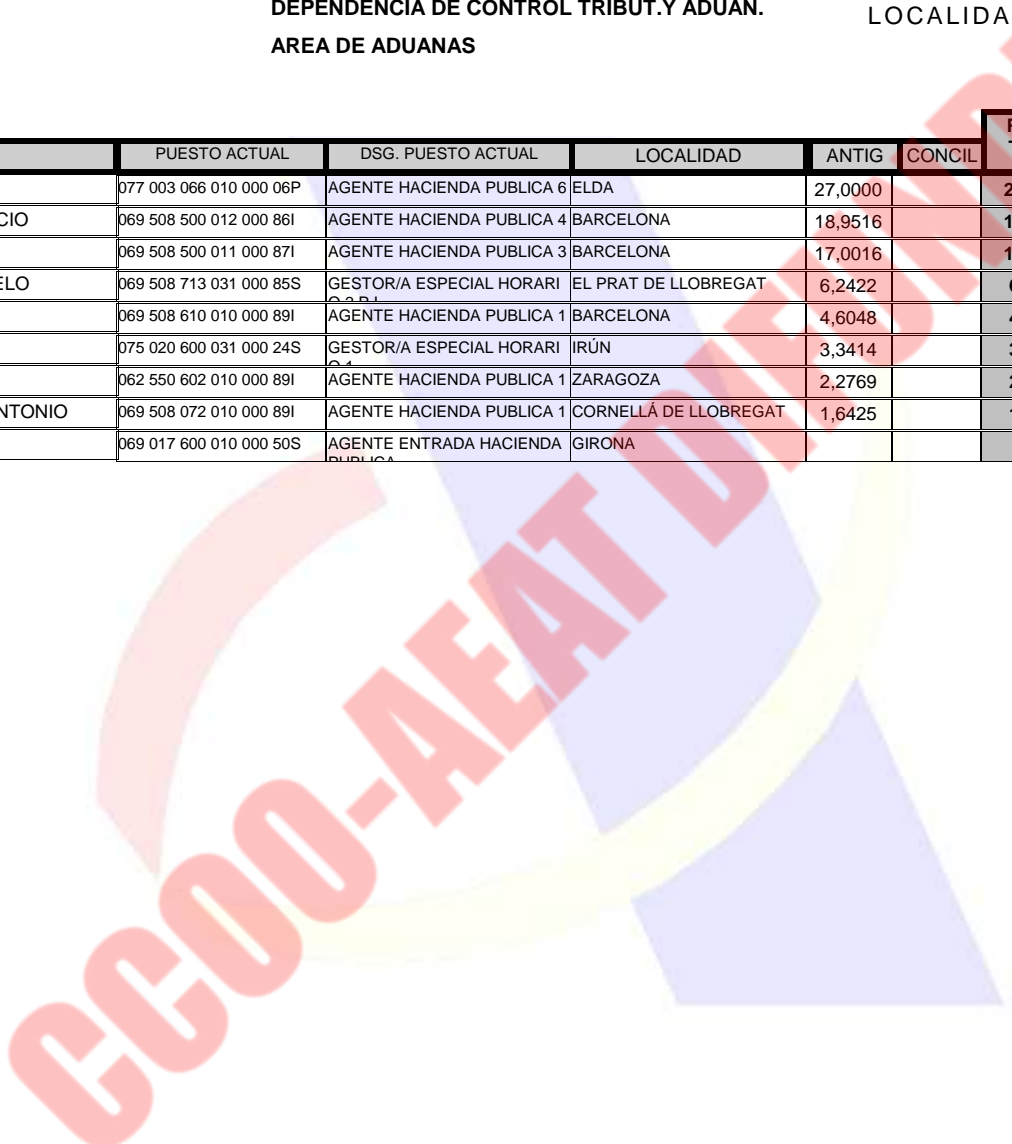 DEPENDENCIA DE CONTROL TRIBUT.Y ADUAN.
LOCALIDA
AREA DE ADUANAS
PUESTO ACTUAL DSG. PUESTO ACTUAL LOCALIDAD ANTIG CONCIL
077 003 066 010 000 06P AGENTE HACIENDA PUBLICA 6 ELDA 27,0000 2
CIO 069 508 500 012 000 86I AGENTE HACIENDA PUBLICA 4 BARCELONA 18,9516 1
069 508 500 011 000 87I AGENTE HACIENDA PUBLICA 3 BARCELONA 17,0016 1
ELO 069 508 713 031 000 85S GESTOR/A ESPECIAL HORARI EL PRAT DE LLOBREGAT 6,2422
069 508 610 010 000 89I AGENTE HACIENDA PUBLICA 1 BARCELONA 4,6048
075 020 600 031 000 24S GESTOR/A ESPECIAL HORARI IRÚN 3,3414
062 550 602 010 000 89I AGENTE HACIENDA PUBLICA 1 ZARAGOZA 2,2769
NTONIO 069 508 072 010 000 89I AGENTE HACIENDA PUBLICA 1 CORNELLÁ DE LLOBREGAT 1,6425
069 017 600 010 000 50S AGENTE ENTRADA HACIENDA GIRONA
PUBLICA
CCOO-AEAT DIFUN